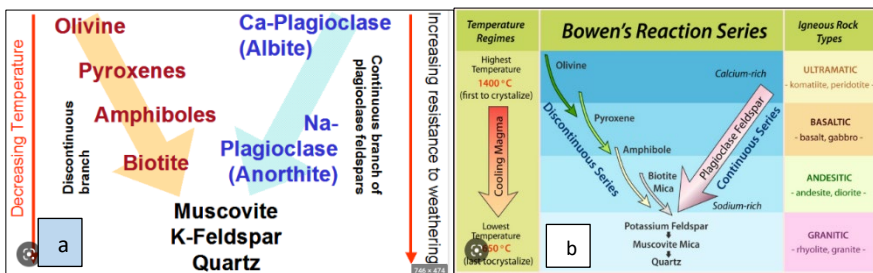 Decreasing Temperature
Olivine
Pyroxenes
Amphiboles
Biotite
Discontinuous
branch
Ca-Plagioclase
(Albite)
Na-
Plagioclase
(Anorthite)
Continuous branch of
plagioclase feldspars
Increasing resistance to weathering
Muscovite
K-Feldspar
Quartz
a
746 × 474
Temperature
Regimes
Highest
Temperature
1400 °C
(first to crystalize)
Cooling Magma
Lowest
Temperature
650 °C
(last tocrystalize)
Bowen's Reaction Series
Olivine
Calcium-rich
Pyroxene
Amphibole
Biotite
Mica
Discontinuous Series
Plagioclase Feldspar
Continuous Series
Sodium-rich
Potassium Feldspar
Muscovite Mica
Quartz
b
Igneous Rock
Types
ULTRAMATIC
- komatiite, peridotite -
BASALTIC
- basalt, gabbro -
ANDESITIC
- andesite, diorite -
GRANITIC
- rhyolite, granite -